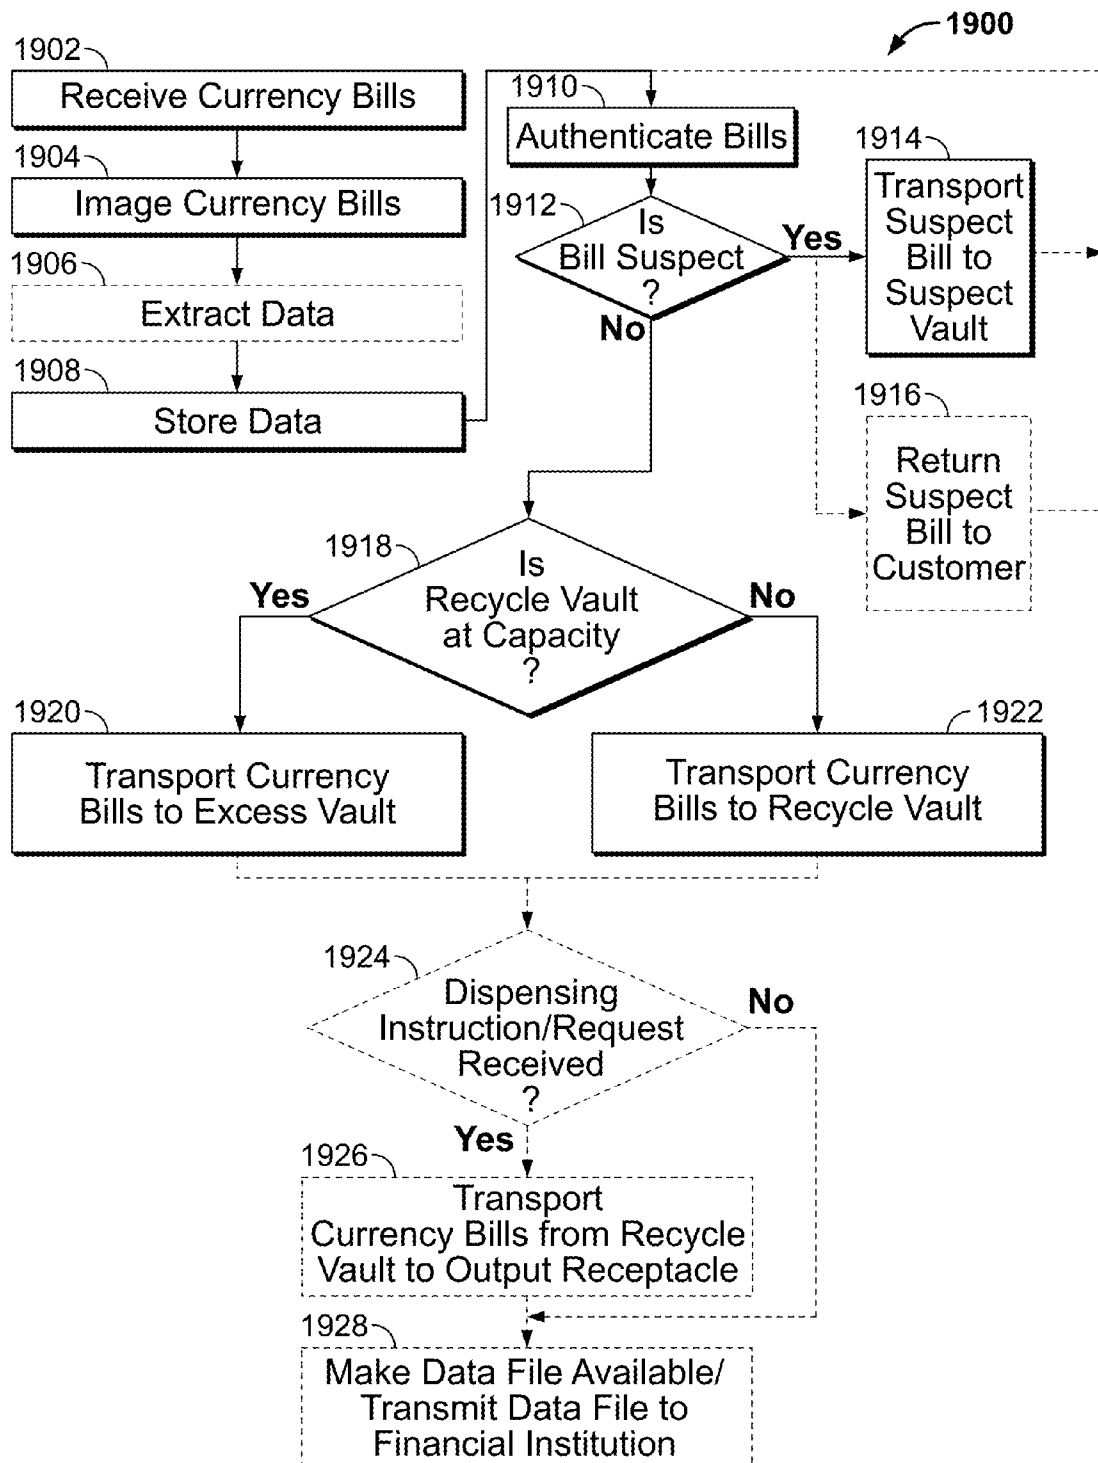 1900
1902
Receive Currency Bills
1904
Image Currency Bills
1906
Extract Data
1908
Store Data
1910
Authenticate Bills
1912
Is
Bill Suspect
?
Yes
No
1914
Transport
Suspect
Bill to
Suspect
Vault
1916
Return
Suspect
Bill to
Customer
1918
Is
Recycle Vault
at Capacity
?
Yes
No
1920
Transport Currency
Bills to Excess Vault
1922
Transport Currency
Bills to Recycle Vault
1924
Dispensing
Instruction/Request
Received
?
No
Yes
1926
Transport
Currency Bills from Recycle
Vault to Output Receptacle
1928
Make Data File Available/
Transmit Data File to
Financial Institution